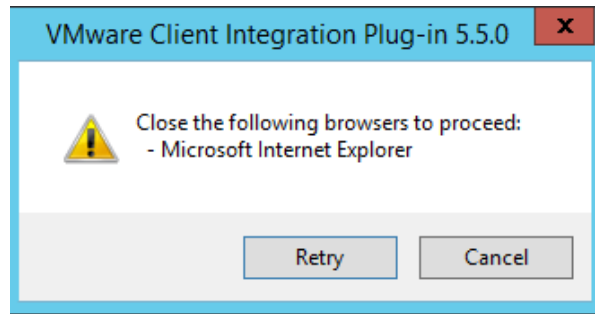 VMware Client Integration Plug-in 5.5.0
x
Close the following browsers to proceed:
- Microsoft Internet Explorer
Retry
Cancel